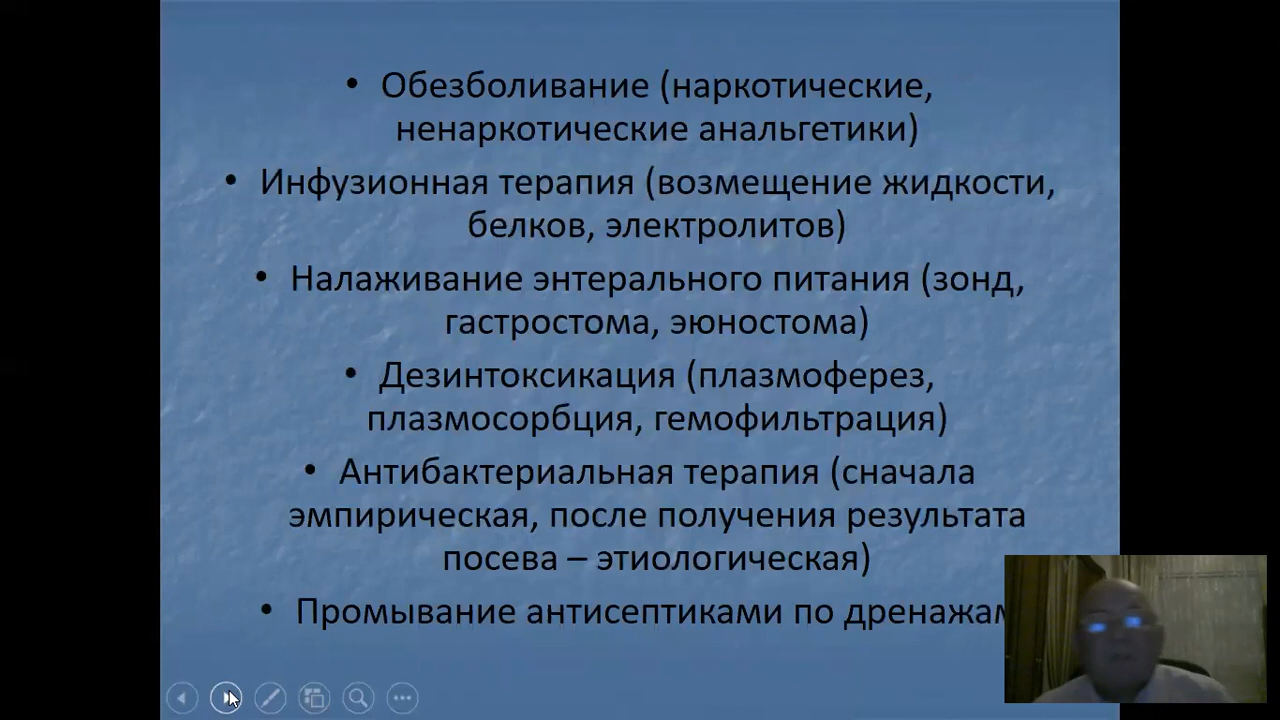 • Обезболивание (наркотические,
ненаркотические анальгетики)
• Инфузионная терапия (возмещение жидкости,
белков, электролитов)
• Налаживание энтерального питания (зонд,
гастростома, эюностома)
• Дезинтоксикация (плазмоферез,
плазмосорбция, гемофильтрация)
• Антибактериальная терапия (сначала
эмпирическая, после получения результата
посева – этиологическая)
• Промывание антисептиками по дренажам